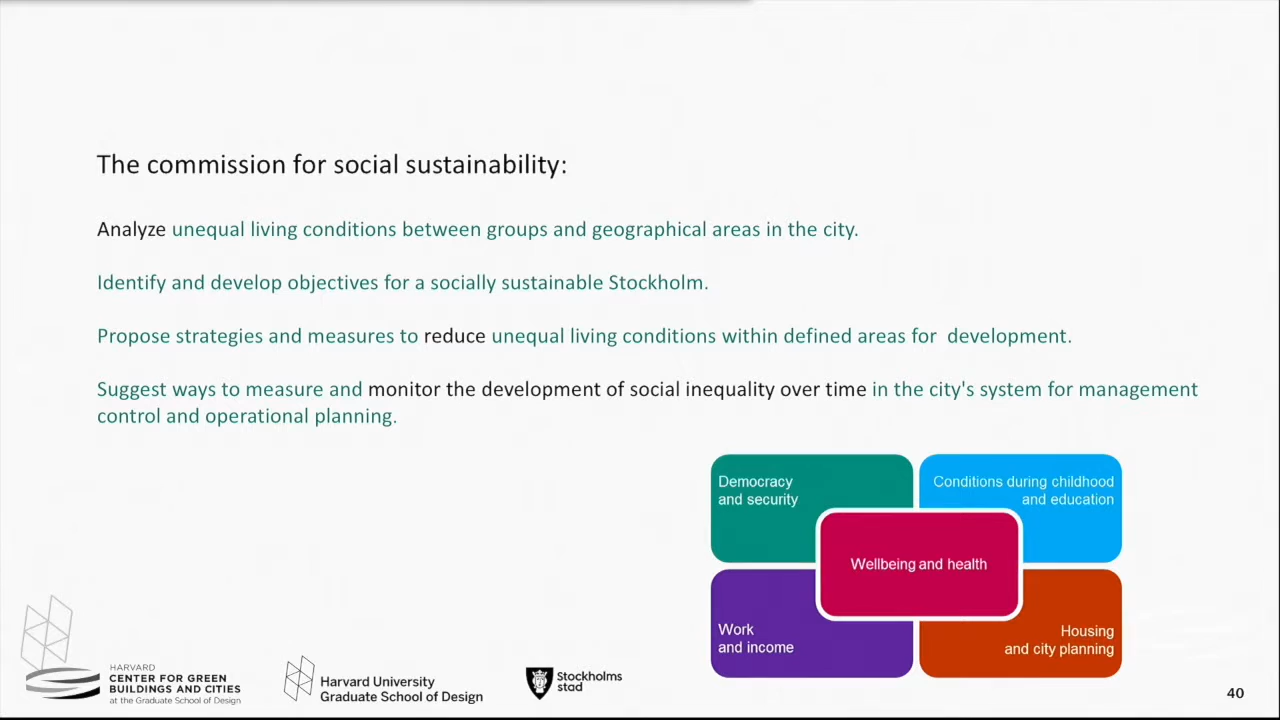 The commission for social sustainability:
Analyze unequal living conditions between groups and geographical areas in the city.
Identify and develop objectives for a socially sustainable Stockholm.
Propose strategies and measures to reduce unequal living conditions within defined areas for  development.
Suggest ways to measure and monitor the development of social inequality over time in the city's system for management
control and operational planning.
Democracy
and security
Conditions during childhood
and education
Wellbeing and health
Work
and income
Housing
and city planning
HARVARD
CENTER FOR GREEN
BUILDINGS AND CITIES
at the Graduate School of Design
Harvard University
Graduate School of Design
Stockholms
stad
40